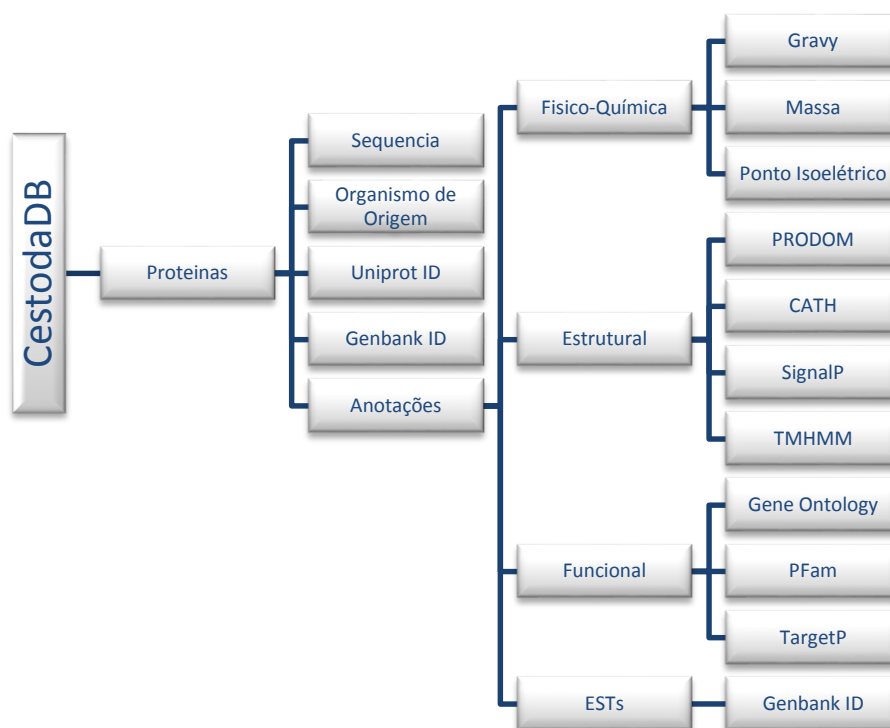 CestodaDB
Proteinas
Sequencia
Organismo de
Origem
Uniprot ID
Genbank ID
Anotações
Fisico-Química
Gravy
Massa
Ponto Isoelétrico
Estrutural
PRODOM
CATH
SignalP
TMHMM
Funcional
Gene Ontology
PFam
TargetP
ESTs
Genbank ID